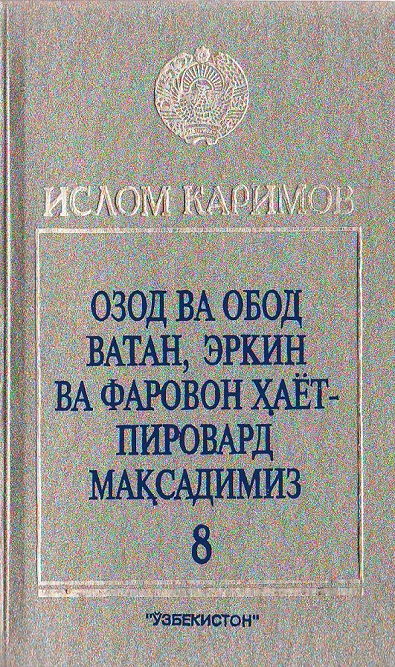 ИСЛОМ КАРИМОВ
ОЗОД ВА ОБОД
ВАТАН, ЭРКИН
ВА ФАРОВОН ҲАЁТ-
ПИРОВАРД
МАҚСАДИМИЗ
8
"ЎЗБЕКИСТОН"